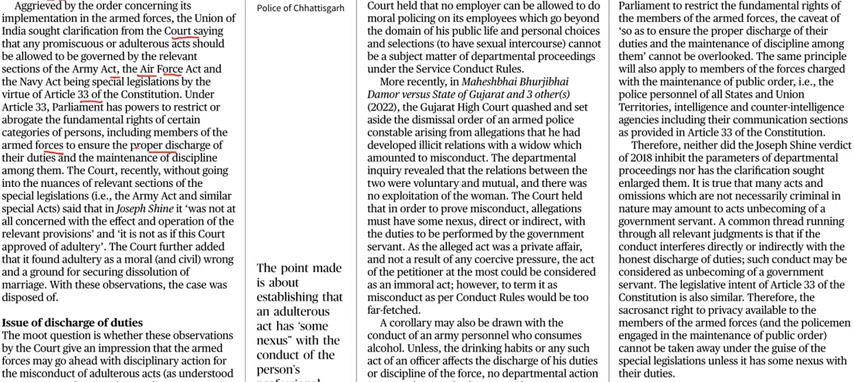 Aggrieved by the order concerning its
implementation in the armed forces, the Union of
India sought clarification from the Court saying
that any promiscuous or adulterous acts should
be allowed to be governed by the relevant
sections of the Army Act, the Air Force Act and
the Navy Act being special legislations by the
virtue of Article 33 of the Constitution. Under
Article 33, Parliament has powers to restrict or
abrogate the fundamental rights of certain
categories of persons, including members of the
armed forces to ensure the proper discharge of
their duties and the maintenance of discipline
among them. The Court, recently, without going
into the nuances of relevant sections of the
special legislations (i.e., the Army Act and similar
special Acts) said that in Joseph Shine it ‘was not at
all concerned with the effect and operation of the
relevant provisions’ and ‘it is not as if this Court
approved of adultery’. The Court further added
that it found adultery as a moral (and civil) wrong
and a ground for securing dissolution of
marriage. With these observations, the case was
disposed of.
Issue of discharge of duties
The moot question is whether these observations
by the Court give an impression that the armed
forces may go ahead with disciplinary action for
the misconduct of adulterous acts (as understood
Police of Chhattisgarh
The point made
is about
establishing that
an adulterous
act has ‘some
nexus” with the
conduct of the
person’s
professional
Court held that no employer can be allowed to do
moral policing on its employees which go beyond
the domain of his public life and personal choices
and selections (to have sexual intercourse) cannot
be a subject matter of departmental proceedings
under the Service Conduct Rules.
More recently, in Maheshbhai Bhurjibhai
Damor versus State of Gujarat and 3 other(s)
(2022), the Gujarat High Court quashed and set
aside the dismissal order of an armed police
constable arising from allegations that he had
developed illicit relations with a widow which
amounted to misconduct. The departmental
inquiry revealed that the relations between the
two were voluntary and mutual, and there was
no exploitation of the woman. The Court held
that in order to prove misconduct, allegations
must have some nexus, direct or indirect, with
the duties to be performed by the government
servant. As the alleged act was a private affair,
and not a result of any coercive pressure, the act
of the petitioner at the most could be considered
as an immoral act; however, to term it as
misconduct as per Conduct Rules would be too
far-fetched.
A corollary may also be drawn with the
conduct of an army personnel who consumes
alcohol. Unless, the drinking habits or any such
act of an officer affects the discharge of his duties
or discipline of the force, no departmental action
Parliament to restrict the fundamental rights of
the members of the armed forces, the caveat of
‘so as to ensure the proper discharge of their
duties and the maintenance of discipline among
them’ cannot be overlooked. The same principle
will also apply to members of the forces charged
with the maintenance of public order, i.e., the
police personnel of all States and Union
Territories, intelligence and counter-intelligence
agencies including their communication sections
as provided in Article 33 of the Constitution.
Therefore, neither did the Joseph Shine verdict
of 2018 inhibit the parameters of departmental
proceedings nor has the clarification sought
enlarged them. It is true that many acts and
omissions which are not necessarily criminal in
nature may amount to acts unbecoming of a
government servant. A common thread running
through all relevant judgments is that if the
conduct interferes directly or indirectly with the
honest discharge of duties; such conduct may be
considered as unbecoming of a government
servant. The legislative intent of Article 33 of the
Constitution is also similar. Therefore, the
sacrosanct right to privacy available to the
members of the armed forces (and the policemen
engaged in the maintenance of public order)
cannot be taken away under the guise of the
special legislations unless it has some nexus with
their duties.